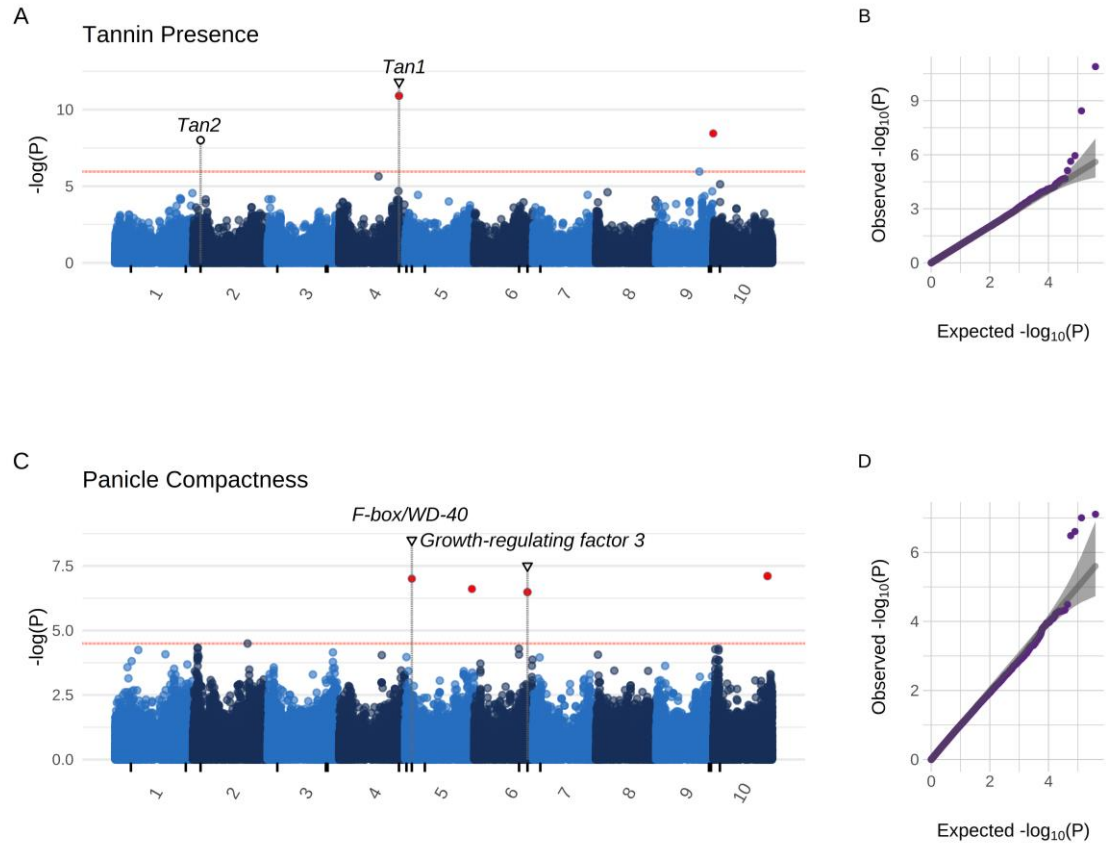 A
Tannin Presence
Tan1
Tan2
-log(P)
10
5
0
1 2 3 4 5 6 7 8 9 10
B
Observed -log10(P)
9
6
3
0
0 2 4
Expected -log10(P)
C
Panicle Compactness
F-box/WD-40
Growth-regulating factor 3
-log(P)
7.5
5.0
2.5
0.0
1 2 3 4 5 6 7 8 9 10
D
Observed -log10(P)
6
4
2
0
0 2 4
Expected -log10(P)